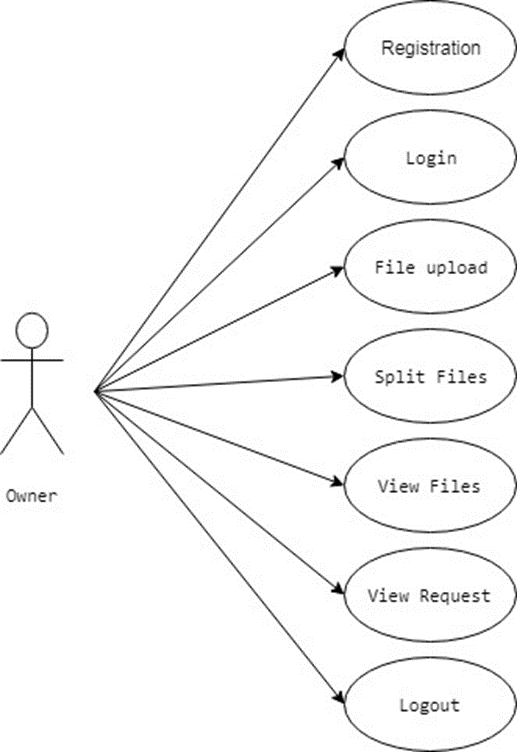 Registration
Login
File upload
Split Files
View Files
Owner
View Request
Logout